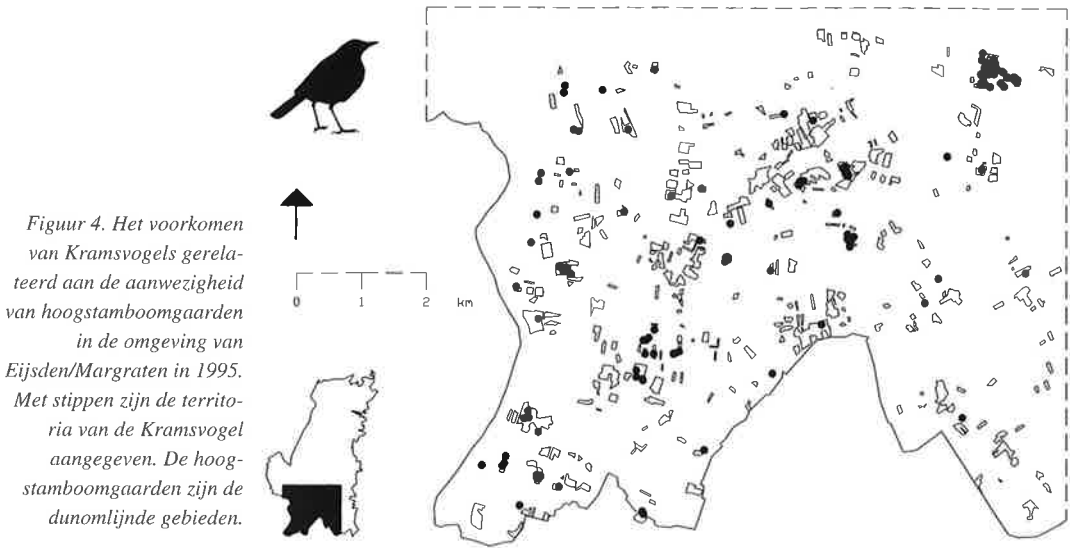 Figuur 4. Het voorkomen
van Kramsvogels gerela-
teerd aan de aanwezigheid
van hoogstamboomgaarden
in de omgeving van
Eijsden/Margraten in 1995.
Met stippen zijn de territo-
ria van de Kramsvogel
aangegeven. De hoog-
stamboomgaarden zijn de
dunomlijnde gebieden.
0 1 2 km